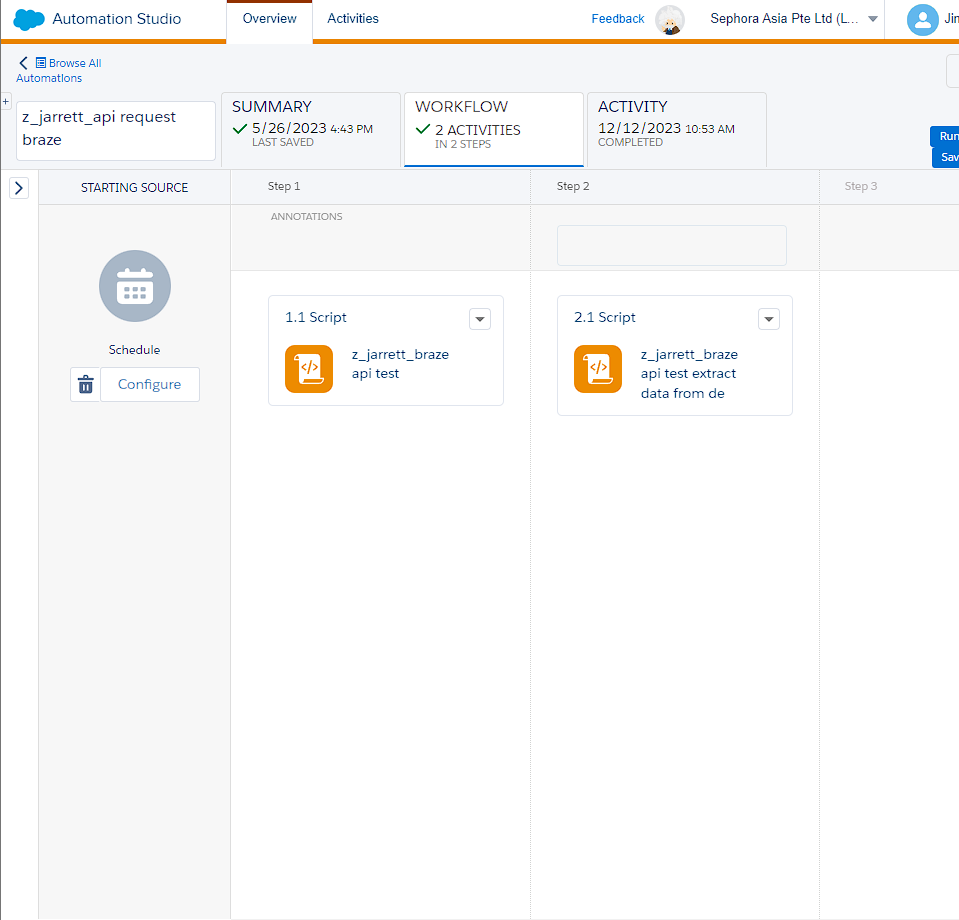 Automation Studio
Overview
Activities
Feedback
Sephora Asia Pte Ltd (L...
Jin
Browse All
Automations
z_jarrett_api request
braze
SUMMARY
5/26/2023 4:43 PM
LAST SAVED
WORKFLOW
2 ACTIVITIES
IN 2 STEPS
ACTIVITY
12/12/2023 10:53 AM
COMPLETED
Run
Sav
STARTING SOURCE
Step 1
Step 2
Step 3
ANNOTATIONS
Schedule
Configure
1.1 Script
z_jarrett_braze
api test
2.1 Script
z_jarrett_braze
api test extract
data from de